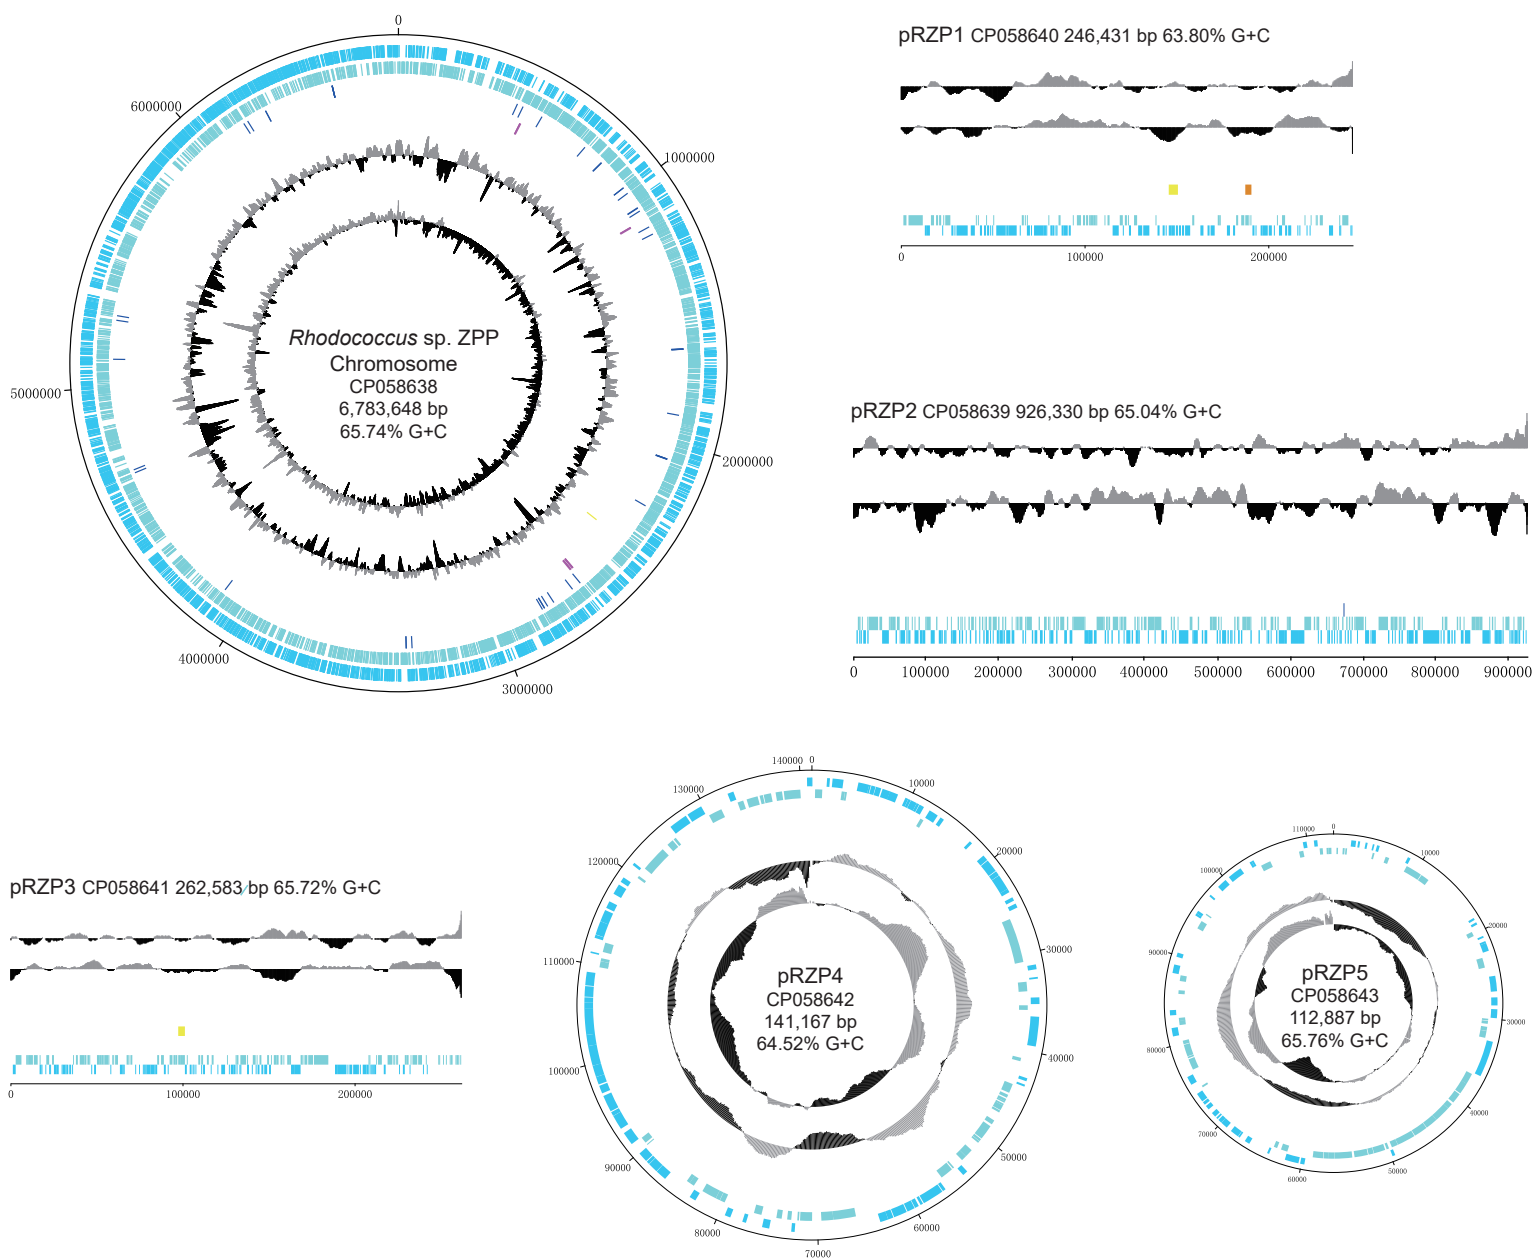 0
1000000
2000000
3000000
4000000
5000000
6000000
Rhodococcus sp. ZPP
Chromosome
CP058638
6,783,648 bp
65.74% G+C
pRZP1 CP058640 246,431 bp 63.80% G+C
0 100000 200000
pRZP2 CP058639 926,330 bp 65.04% G+C
0 100000 200000 300000 400000 500000 600000 700000 800000 900000
pRZP3 CP058641 262,583 bp 65.72% G+C
0 100000 200000
140000 0
10000
20000
30000
40000
50000
60000
70000
80000
90000
100000
110000
120000
130000
pRZP4
CP058642
141,167 bp
64.52% G+C
110000 0
10000
20000
30000
40000
50000
60000
70000
80000
90000
100000
pRZP5
CP058643
112,887 bp
65.76% G+C